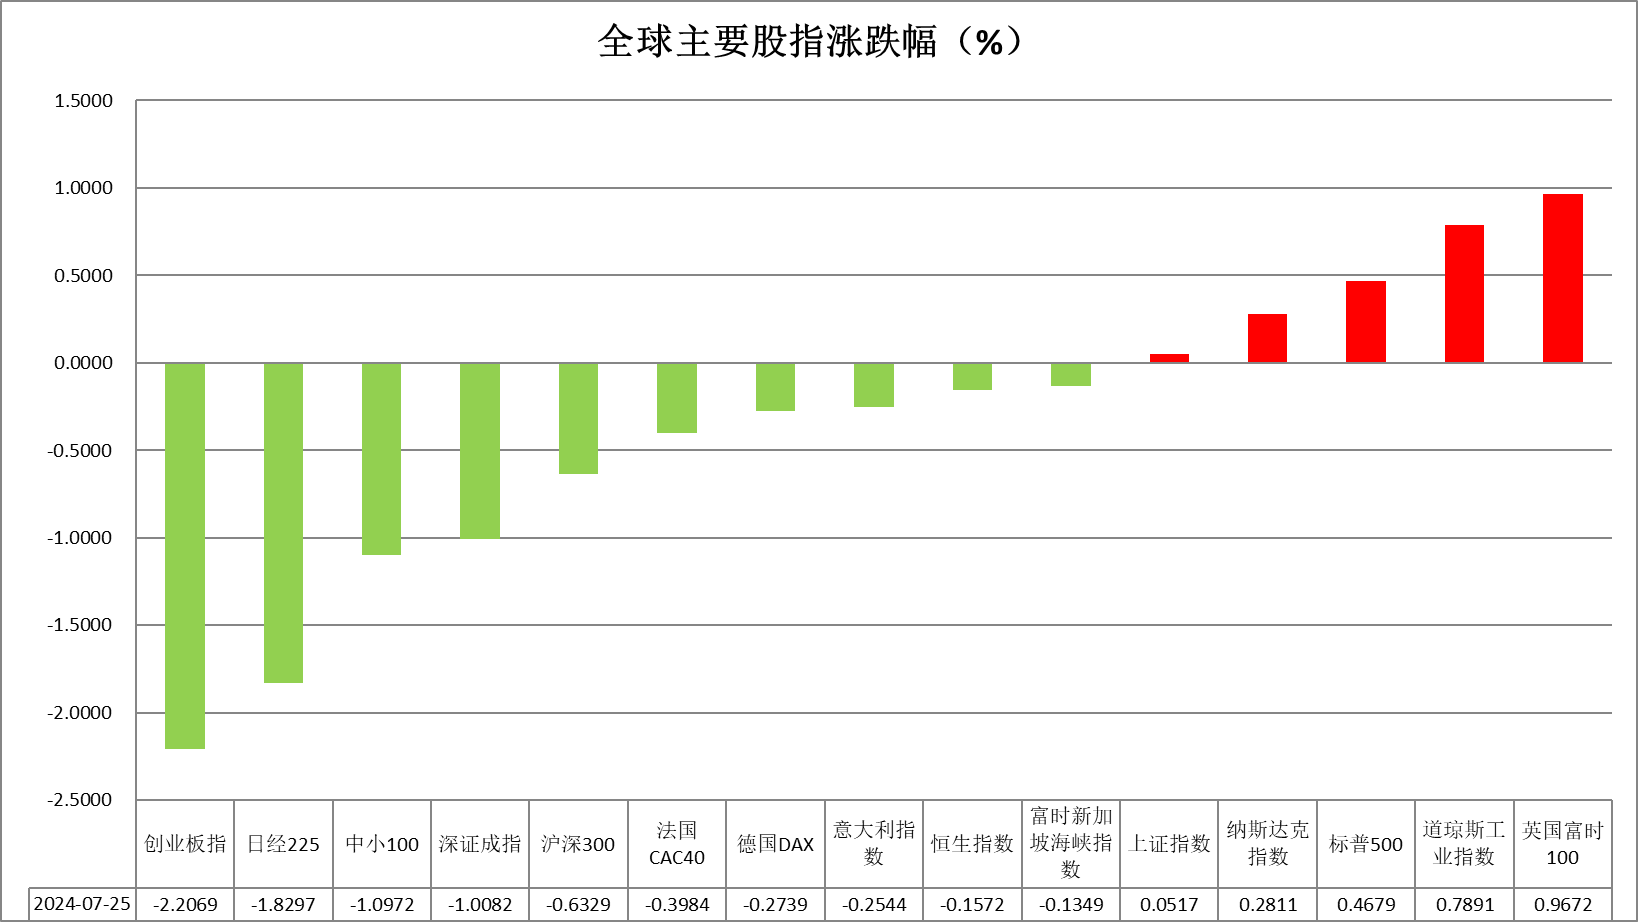 全球主要股指涨跌幅（%）
1.5000
1.0000
0.5000
0.0000
-0.5000
-1.0000
-1.5000
-2.0000
-2.5000
创业板指
日经225
中小100
深证成指
沪深300
法国
CAC40
德国DAX
意大利指
数
恒生指数
富时新加
坡海峡指
数
上证指数
纳斯达克
指数
标普500
道琼斯工
业指数
英国富时
100
2024-07-25 -2.2069 -1.8297 -1.0972 -1.0082 -0.6329 -0.3984 -0.2739 -0.2544 -0.1572 -0.1349 0.0517 0.2811 0.4679 0.7891 0.9672